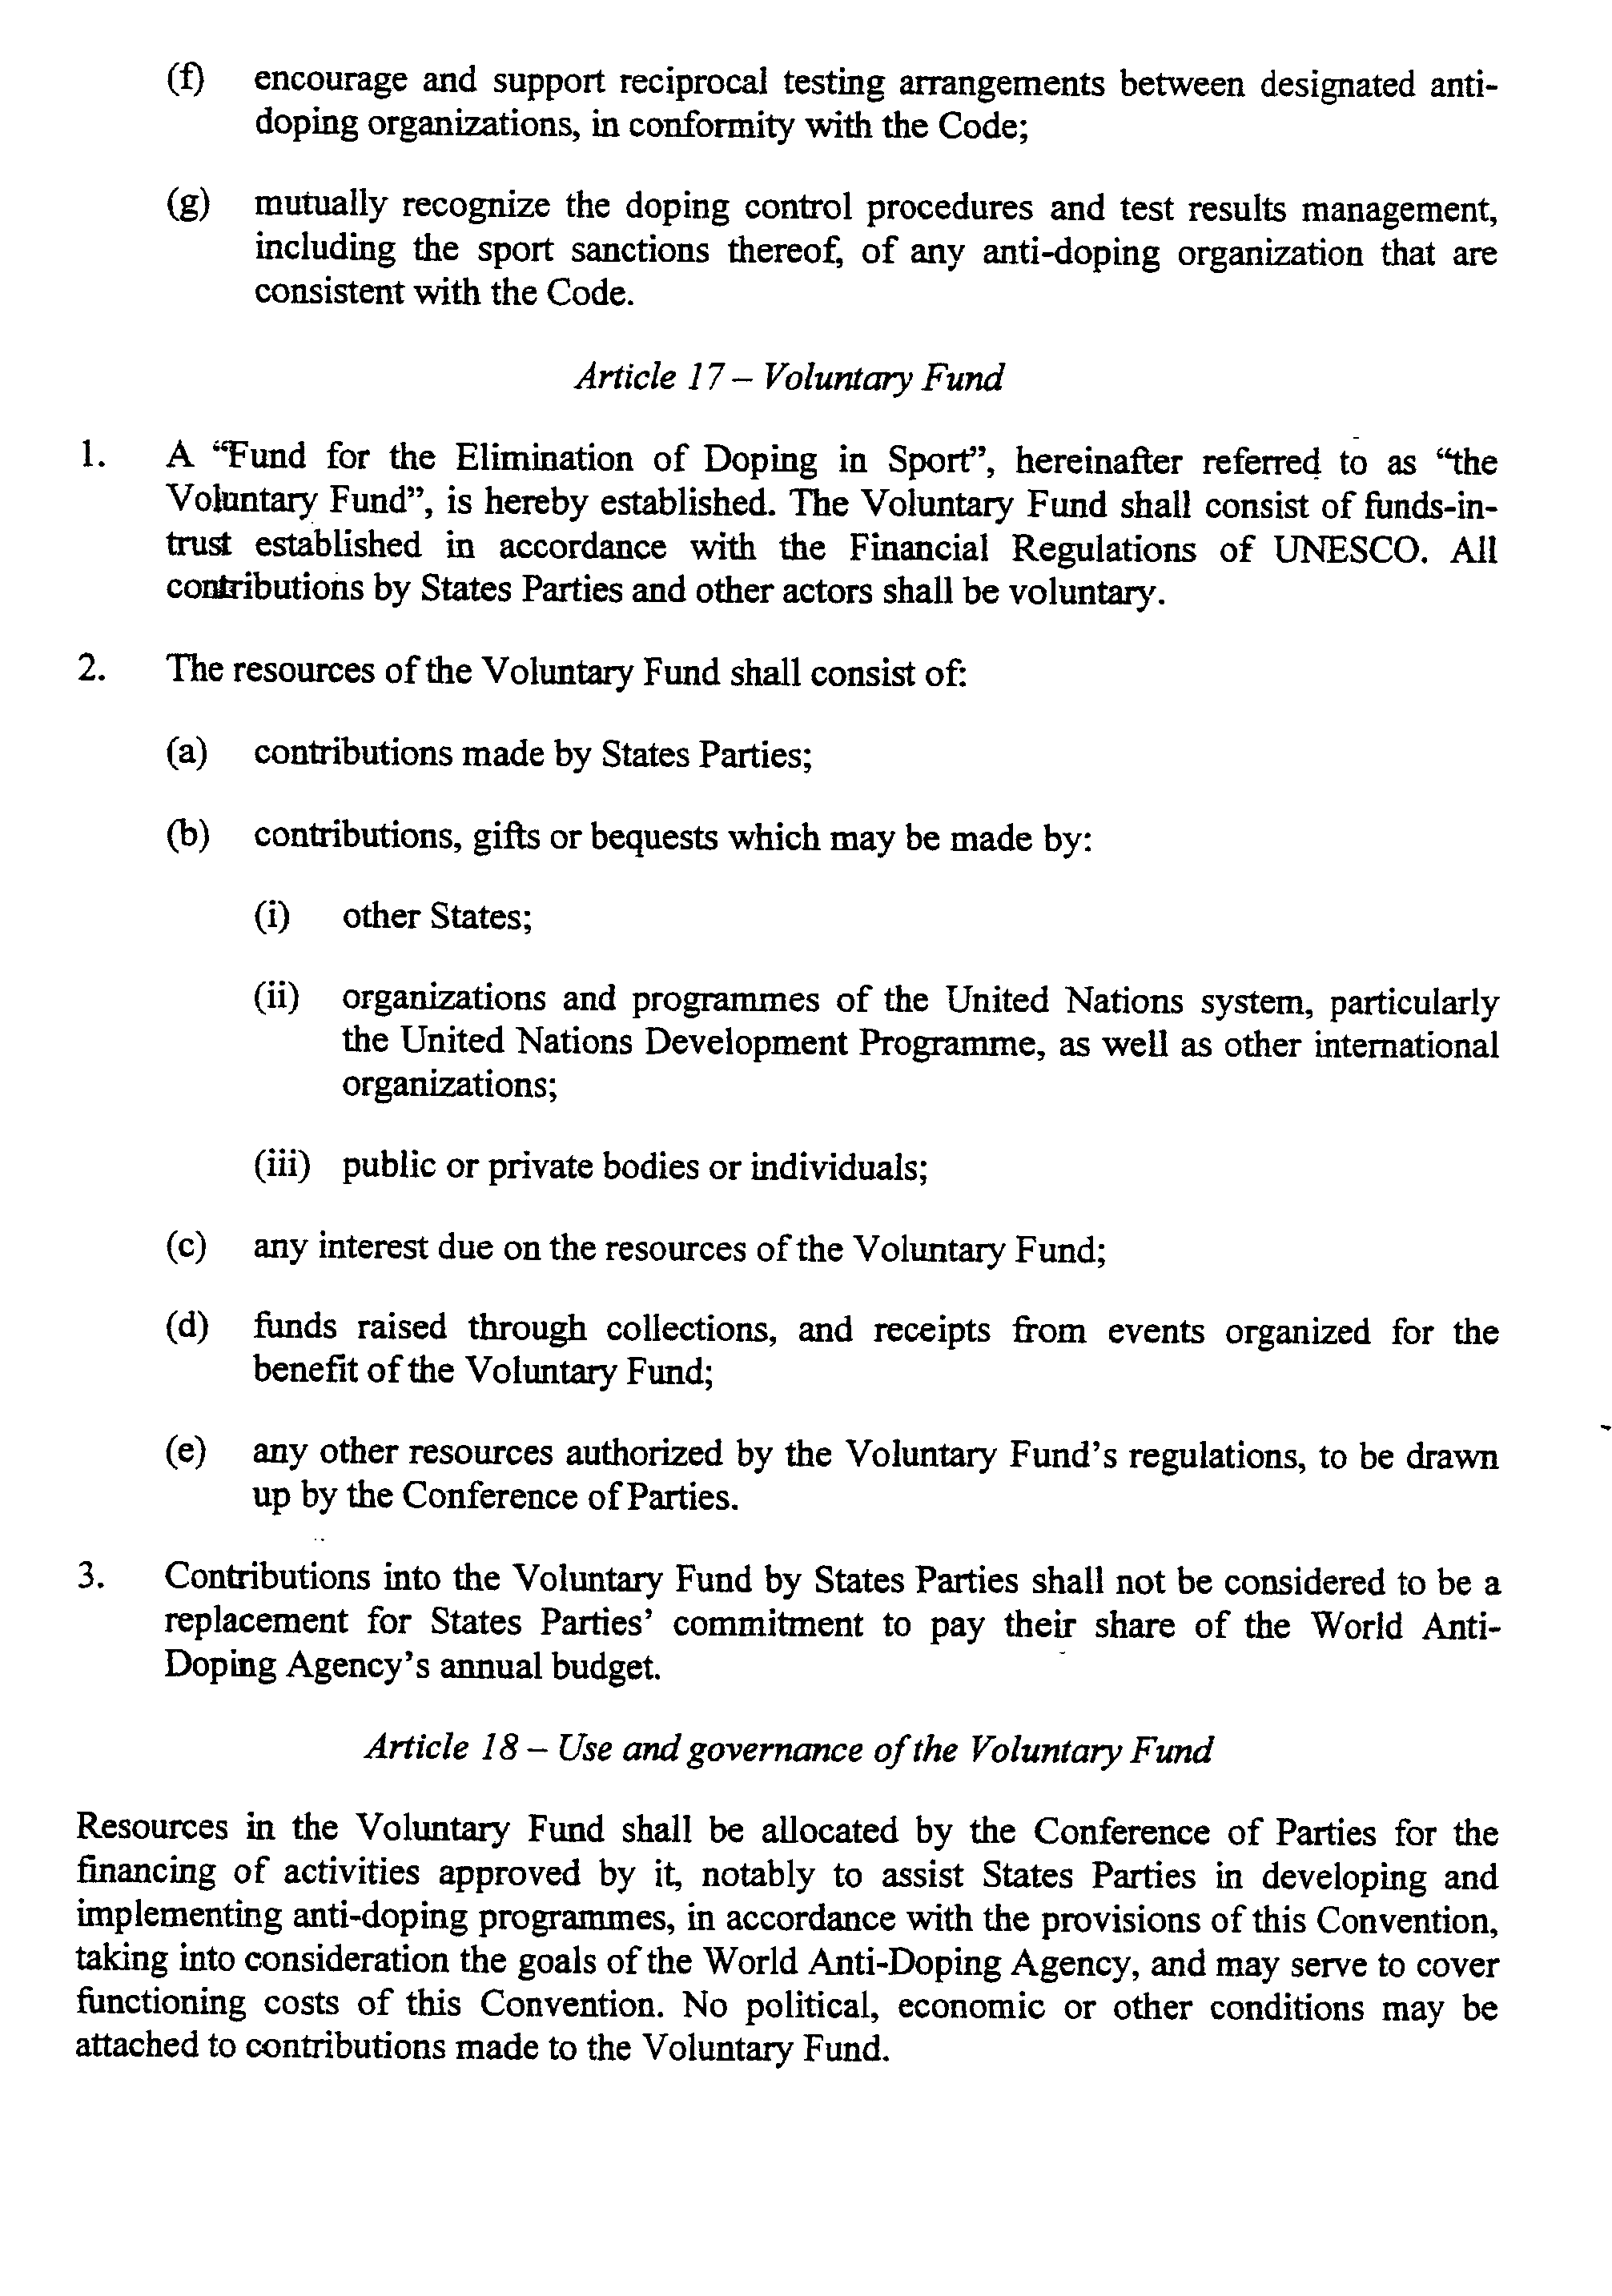 (f) encourage and support reciprocal testing arrangements between designated anti-
doping organizations, in conformity with the Code;
(g) mutually recognize the doping control procedures and test results management,
including the sport sanctions thereof, of any anti-doping organization that are
consistent with the Code.
Article 17 – Voluntary Fund
1. A “Fund for the Elimination of Doping in Sport”, hereinafter referred to as “the
Voluntary Fund”, is hereby established. The Voluntary Fund shall consist of funds-in-
trust established in accordance with the Financial Regulations of UNESCO. All
contributions by States Parties and other actors shall be voluntary.
2. The resources of the Voluntary Fund shall consist of:
(a) contributions made by States Parties;
(b) contributions, gifts or bequests which may be made by:
(i) other States;
(ii) organizations and programmes of the United Nations system, particularly
the United Nations Development Programme, as well as other international
organizations;
(iii) public or private bodies or individuals;
(c) any interest due on the resources of the Voluntary Fund;
(d) funds raised through collections, and receipts from events organized for the
benefit of the Voluntary Fund;
(e) any other resources authorized by the Voluntary Fund’s regulations, to be drawn
up by the Conference of Parties.
3. Contributions into the Voluntary Fund by States Parties shall not be considered to be a
replacement for States Parties’ commitment to pay their share of the World Anti-
Doping Agency’s annual budget.
Article 18 – Use and governance of the Voluntary Fund
Resources in the Voluntary Fund shall be allocated by the Conference of Parties for the
financing of activities approved by it, notably to assist States Parties in developing and
implementing anti-doping programmes, in accordance with the provisions of this Convention,
taking into consideration the goals of the World Anti-Doping Agency, and may serve to cover
functioning costs of this Convention. No political, economic or other conditions may be
attached to contributions made to the Voluntary Fund.